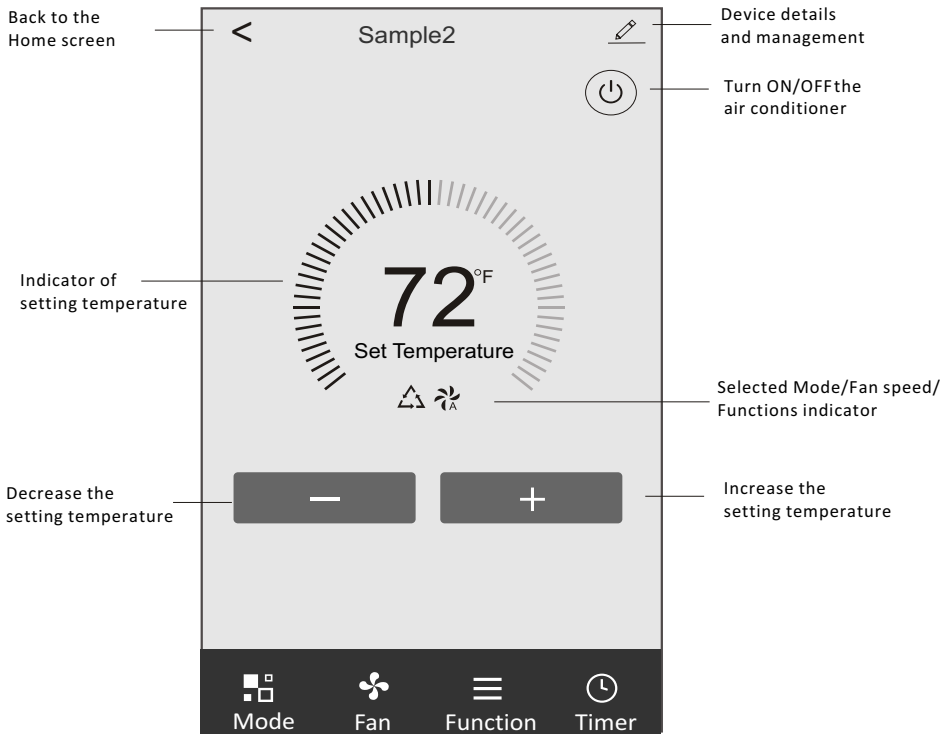 Back to the
Home screen
<
Sample2
Device details
and management
Turn ON/OFF the
air conditioner
Indicator of
setting temperature
72°F
Set Temperature
A
Selected Mode/Fan speed/
Functions indicator
Decrease the
setting temperature
−
+
Increase the
setting temperature
Mode
Fan
Function
Timer